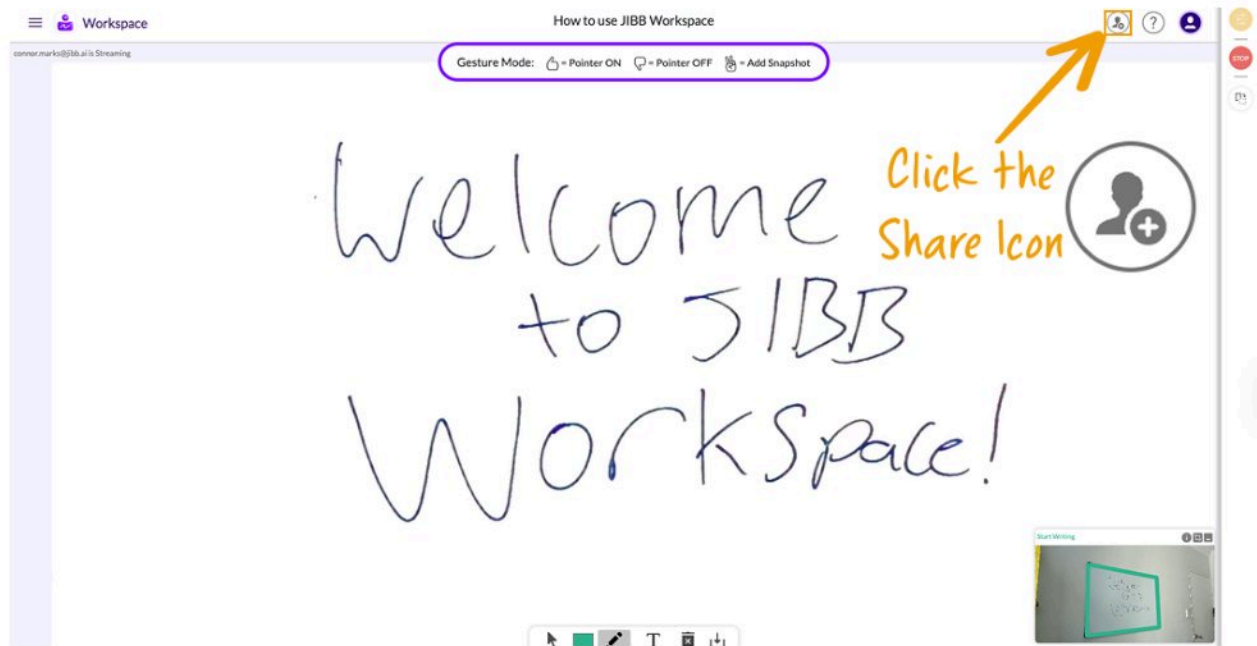 Workspace
How to use JIBB Workspace
?
connor.marks@jibb.ai is Streaming
Gesture Mode: = Pointer ON = Pointer OFF = Add Snapshot
STOP
Click the
Share Icon
Welcome
to JIBB
Workspace!
Start Writing
T